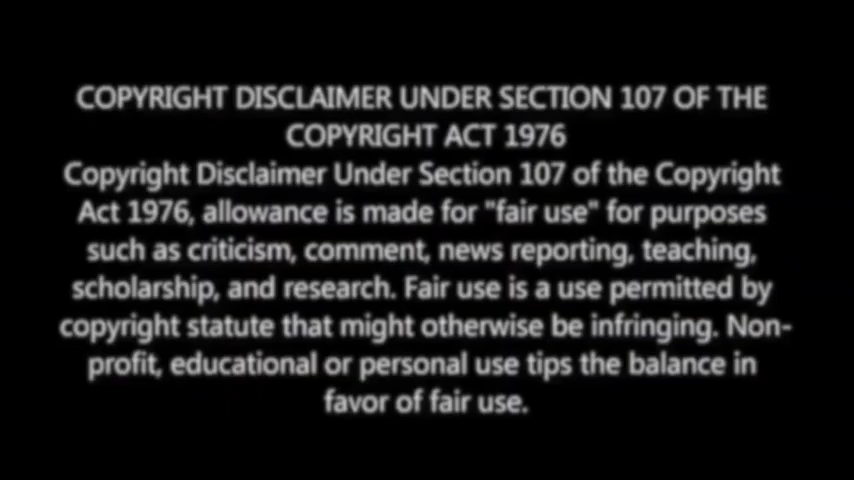 COPYRIGHT DISCLAIMER UNDER SECTION 107 OF THE
COPYRIGHT ACT 1976
Copyright Disclaimer Under Section 107 of the Copyright
Act 1976, allowance is made for "fair use" for purposes
such as criticism, comment, news reporting, teaching,
scholarship, and research. Fair use is a use permitted by
copyright statute that might otherwise be infringing. Non-
profit, educational or personal use tips the balance in
favor of fair use.